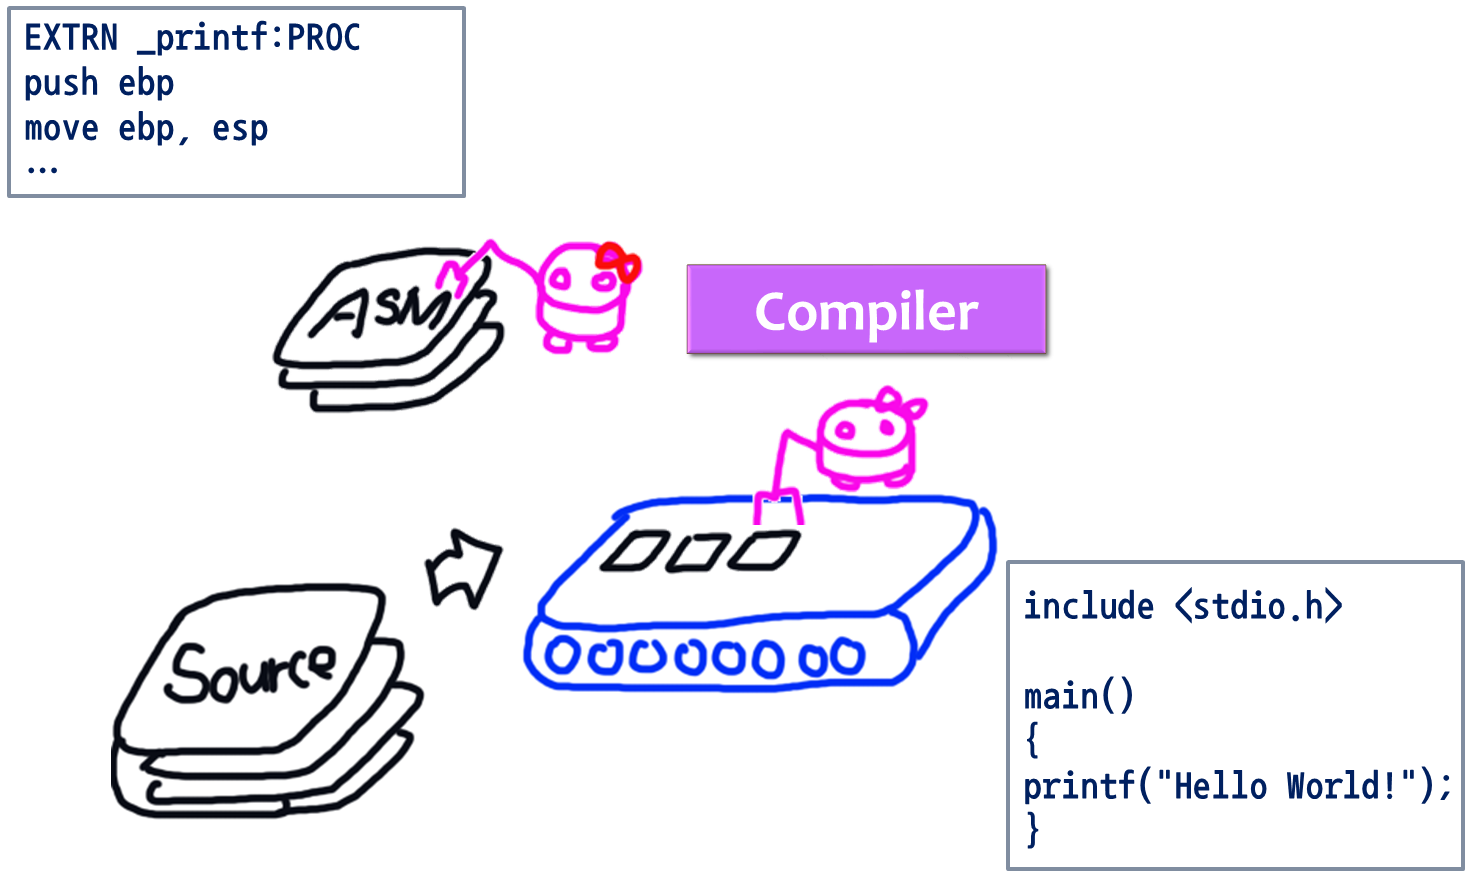 EXTRN _printf:PROC
push ebp
move ebp, esp
...
ASM
Compiler
Source
include <stdio.h>
main()
{
printf("Hello World!");
}